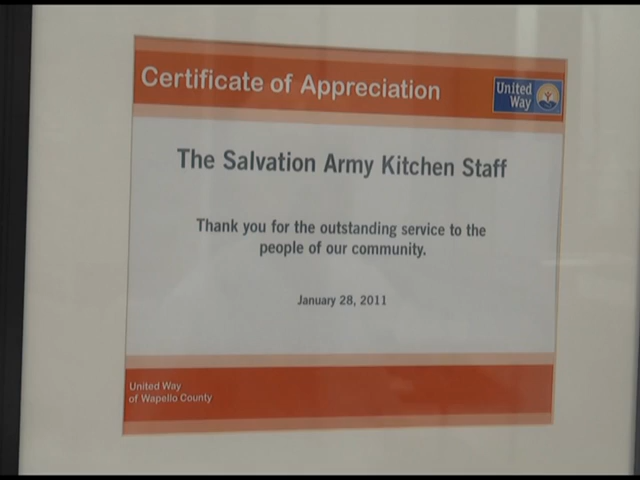 Certificate of Appreciation
United
Way
The Salvation Army Kitchen Staff
Thank you for the outstanding service to the
people of our community.
January 28, 2011
United Way
of Wapello County